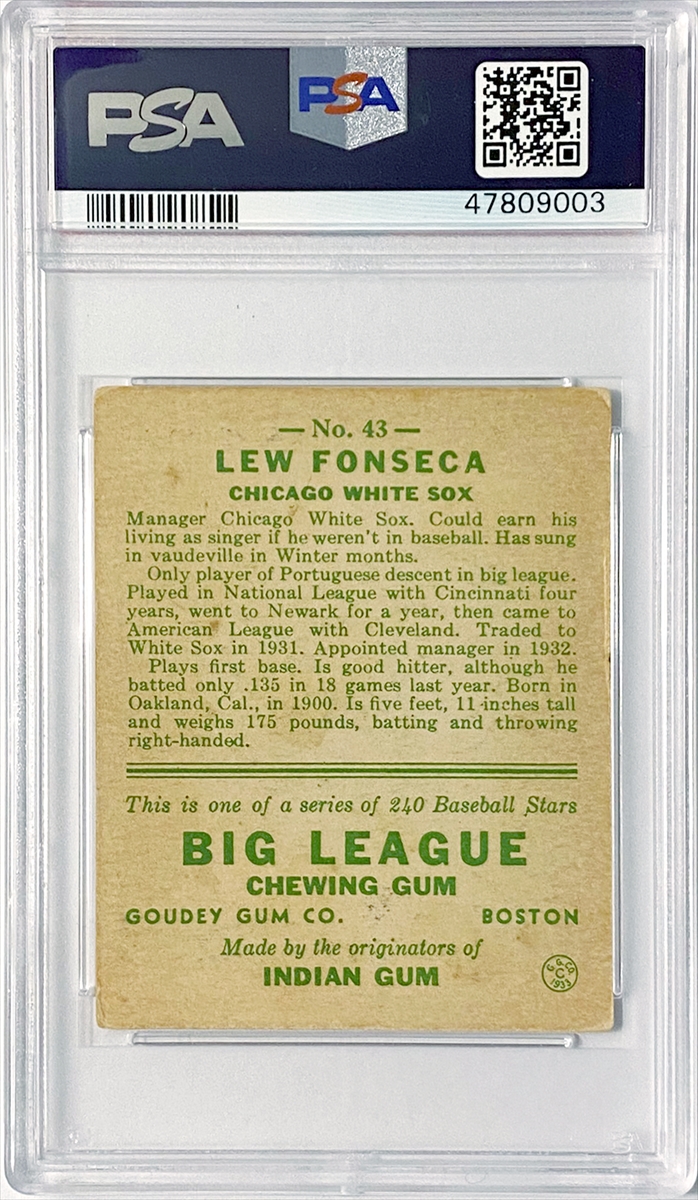 PSA
PSA
47809003
— No. 43 —
LEW FONSECA
CHICAGO WHITE SOX
Manager Chicago White Sox. Could earn his
living as singer if he weren't in baseball. Has sung
in vaudeville in Winter months.
Only player of Portuguese descent in big league.
Played in National League with Cincinnati four
years, went to Newark for a year, then came to
American League with Cleveland. Traded to
White Sox in 1931. Appointed manager in 1932.
Plays first base. Is good hitter, although he
batted only .135 in 18 games last year. Born in
Oakland, Cal., in 1900. Is five feet, 11 inches tall
and weighs 175 pounds, batting and throwing
right-handed.
This is one of a series of 240 Baseball Stars
BIG LEAGUE
CHEWING GUM
GOUDEY GUM CO. BOSTON
Made by the originators of
INDIAN GUM
G. G. CO.
C
1933